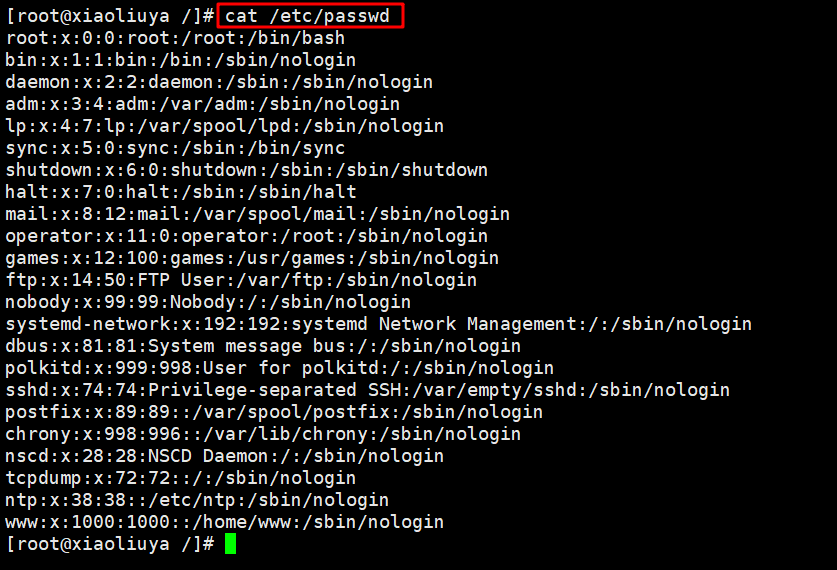 [root@xiaoliuya /]# cat /etc/passwd
root:x:0:0:root:/root:/bin/bash
bin:x:1:1:bin:/bin:/sbin/nologin
daemon:x:2:2:daemon:/sbin:/sbin/nologin
adm:x:3:4:adm:/var/adm:/sbin/nologin
lp:x:4:7:lp:/var/spool/lpd:/sbin/nologin
sync:x:5:0:sync:/sbin:/bin/sync
shutdown:x:6:0:shutdown:/sbin:/sbin/shutdown
halt:x:7:0:halt:/sbin:/sbin/halt
mail:x:8:12:mail:/var/spool/mail:/sbin/nologin
operator:x:11:0:operator:/root:/sbin/nologin
games:x:12:100:games:/usr/games:/sbin/nologin
ftp:x:14:50:FTP User:/var/ftp:/sbin/nologin
nobody:x:99:99:Nobody:/:/sbin/nologin
systemd-network:x:192:192:systemd Network Management:/:/sbin/nologin
dbus:x:81:81:System message bus:/:/sbin/nologin
polkitd:x:999:998:User for polkitd:/:/sbin/nologin
sshd:x:74:74:Privilege-separated SSH:/var/empty/sshd:/sbin/nologin
postfix:x:89:89::/var/spool/postfix:/sbin/nologin
chrony:x:998:996::/var/lib/chrony:/sbin/nologin
nscd:x:28:28:NSCD Daemon:/:/sbin/nologin
tcpdump:x:72:72::/:/sbin/nologin
ntp:x:38:38::/etc/ntp:/sbin/nologin
www:x:1000:1000::/home/www:/sbin/nologin
[root@xiaoliuya /]#